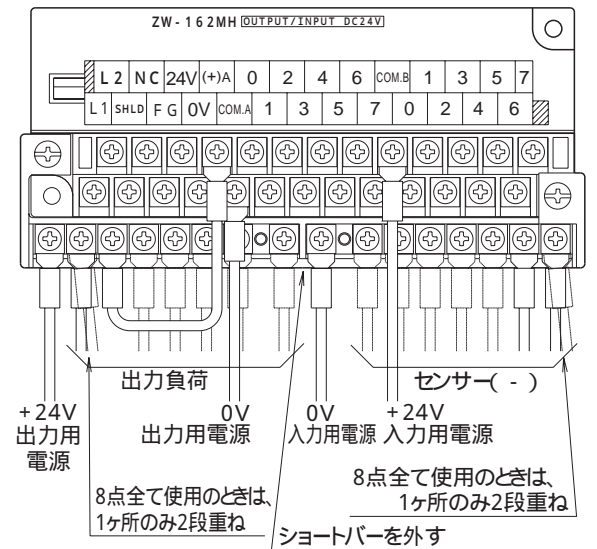 ZW-162MH OUTPUT/INPUT DC24V
L2 NC 24V (+)A 0 2 4 6 COM.B 1 3 5 7
L1 SHLD FG 0V COM.A 1 3 5 7 0 2 4 6
出力負荷
センサー( - )
+24V
出力用
電源
0V
出力用電源
0V
入力用電源
+24V
入力用電源
8点全て使用のときは、
1ヶ所のみ2段重ね
8点全て使用のときは、
1ヶ所のみ2段重ね
ショートバーを外す